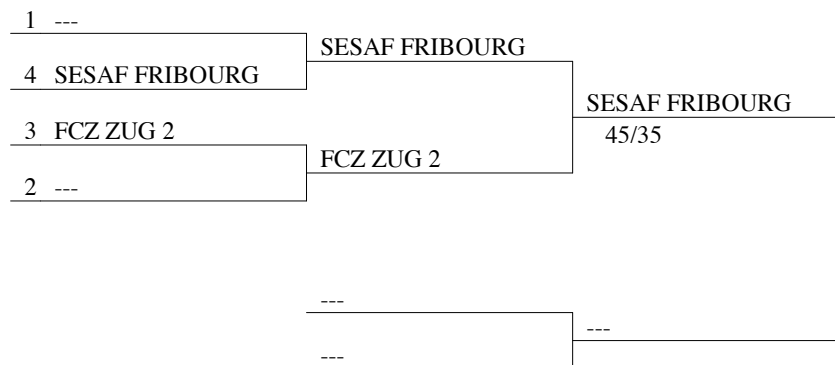 1 ---
SESAF FRIBOURG
4 SESAF FRIBOURG
SESAF FRIBOURG
3 FCZ ZUG 2
45/35
FCZ ZUG 2
2 ---
---
---
---